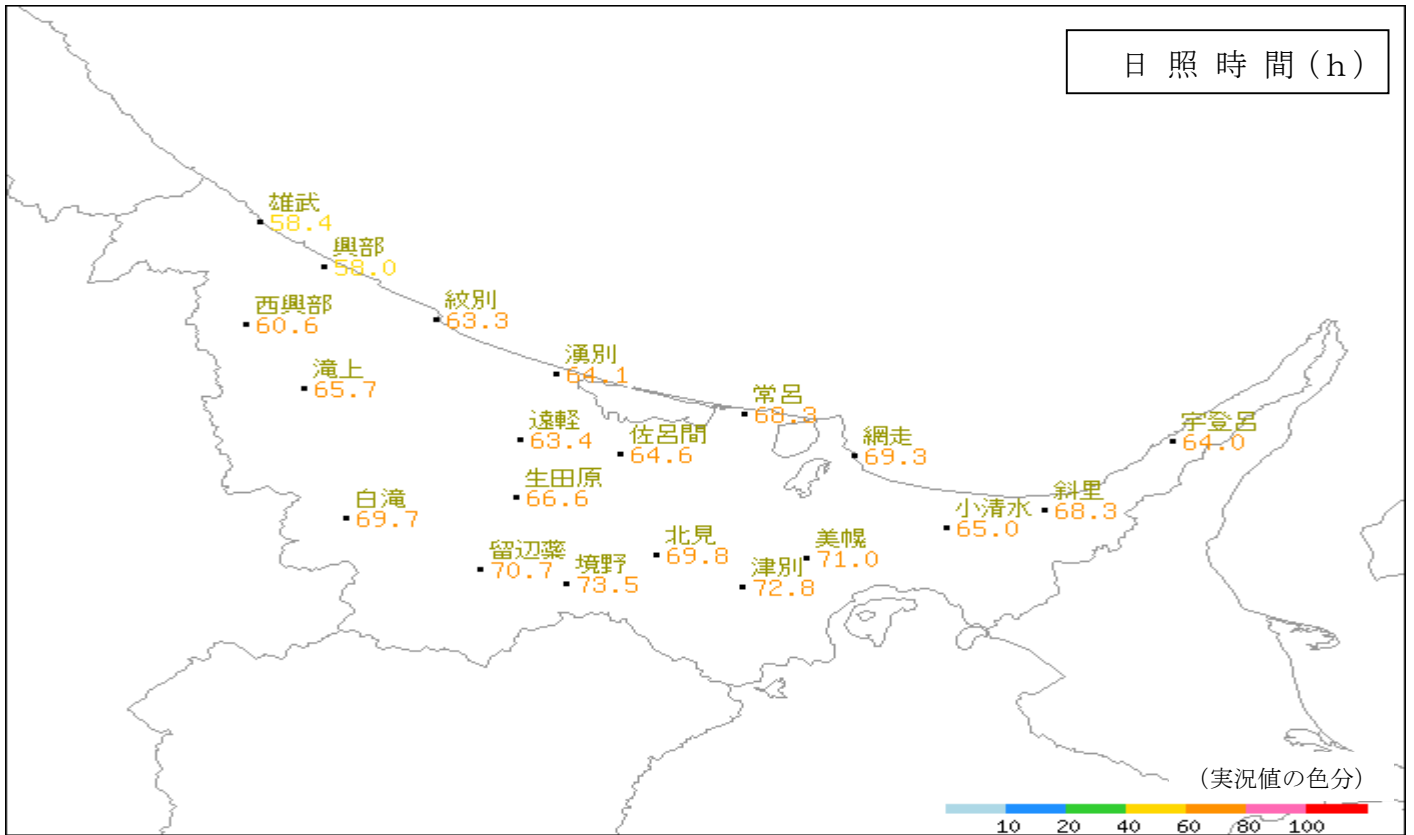 日 照 時 間（ｈ）
雄武
58.4
興部
58.0
西興部
60.6
紋別
63.3
滝上
65.7
湧別
64.1
常呂
68.3
遠軽
63.4
佐呂間
64.6
網走
69.3
宇登呂
64.0
生田原
66.6
白滝
69.7
小清水
65.0
斜里
68.3
留辺蘂
70.7
境野
73.5
北見
69.8
美幌
71.0
津別
72.8
（実況値の色分）
10 20 40 60 80 100